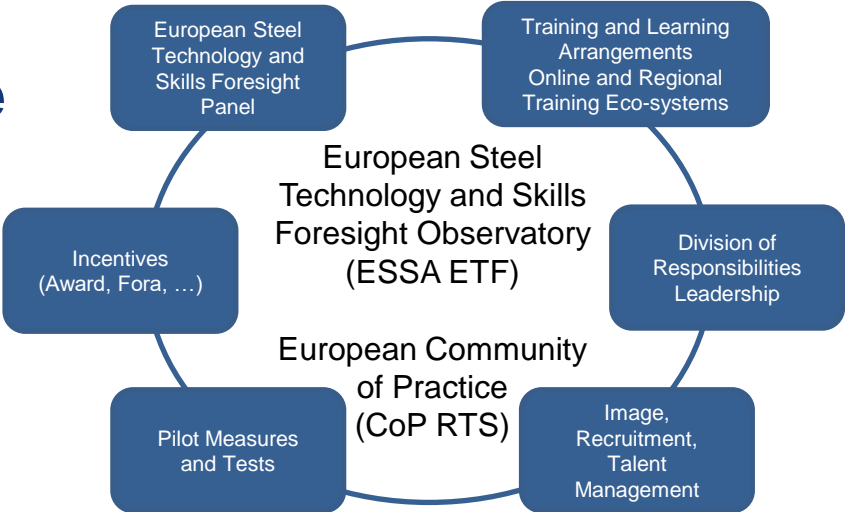 European Steel
Technology and
Skills Foresight
Panel
Training and Learning
Arrangements
Online and Regional
Training Eco-systems
e
European Steel
Technology and Skills
Foresight Observatory
(ESSA ETF)
Incentives
(Award, Fora, …)
Division of
Responsibilities
Leadership
European Community
of Practice
(CoP RTS)
Pilot Measures
and Tests
Image,
Recruitment,
Talent
Management